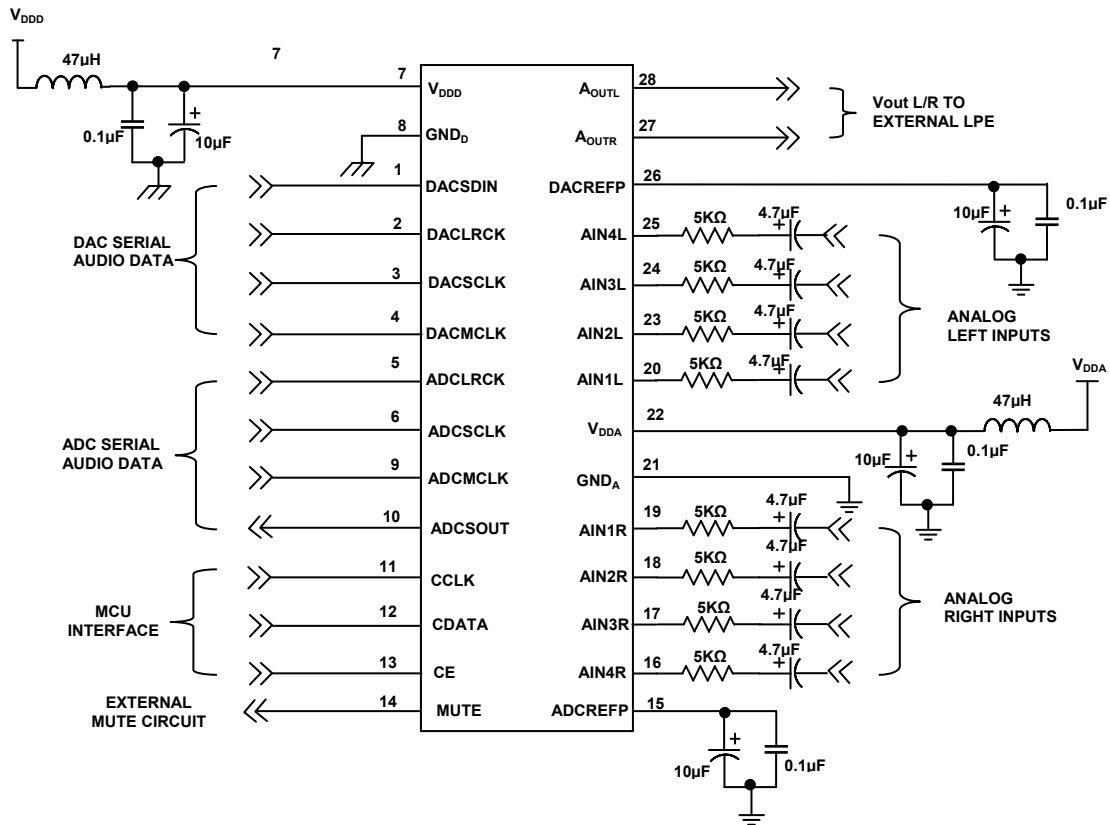 VDDD
47µH
7
0.1µF
+
10µF
7
VDDD
8
GNDD
1
DACSDIN
2
DACLRCK
3
DACSCLK
4
DACMCLK
DAC SERIAL
AUDIO DATA
5
ADCLRCK
6
ADCSCLK
9
ADCMCLK
10
ADCSOUT
ADC SERIAL
AUDIO DATA
11
CCLK
12
CDATA
13
CE
MCU
INTERFACE
14
MUTE
EXTERNAL
MUTE CIRCUIT
AOUTL
28
AOUTR
27
Vout L/R TO
EXTERNAL LPE
DACREFP
26
10µF
+
0.1µF
AIN4L
25
5KΩ
+
4.7µF
AIN3L
24
5KΩ
+
4.7µF
AIN2L
23
5KΩ
+
4.7µF
AIN1L
20
5KΩ
+
4.7µF
ANALOG
LEFT INPUTS
VDDA
22
47µH
VDDA
10µF
+
0.1µF
GNDA
21
AIN1R
19
5KΩ
+
4.7µF
AIN2R
18
5KΩ
+
4.7µF
AIN3R
17
5KΩ
+
4.7µF
AIN4R
16
5KΩ
+
4.7µF
ANALOG
RIGHT INPUTS
ADCREFP
15
10µF
+
0.1µF